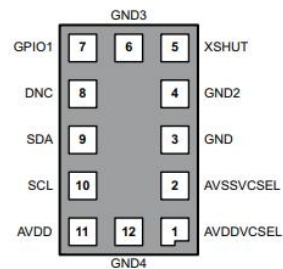 GND3
GPIO1 7 6 5 XSHUT
DNC 8 4 GND2
SDA 9 3 GND
SCL 10 2 AVSSVCSEL
AVDD 11 12 1 AVDDVCSEL
GND4